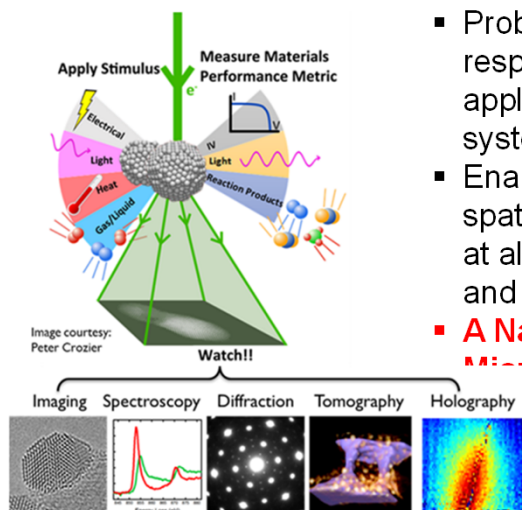 Apply Stimulus
Measure Materials
Performance Metric
e-
Electrical
Light
Heat
Gas/Liquid
I
V
IV
Light
Reaction Products
Image courtesy:
Peter Crozier
Watch!!
Imaging
Spectroscopy
Diffraction
Tomography
Holography
▪ Prob
resp
appl
syste
▪ Ena
spat
at al
and
▪ A Na